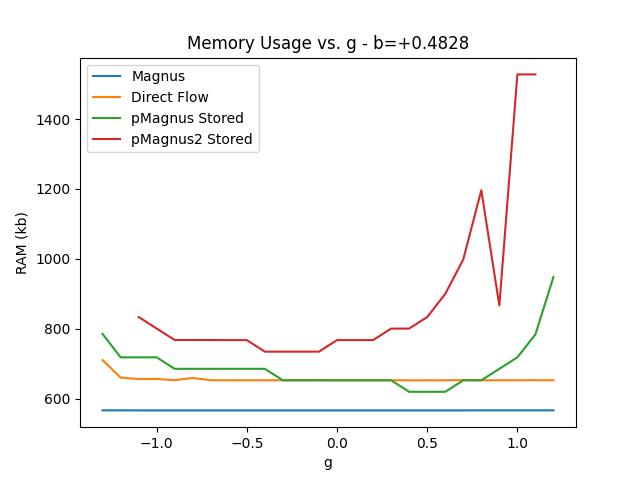 Memory Usage vs. g - b=+0.4828
Magnus
Direct Flow
pMagnus Stored
pMagnus2 Stored
RAM (kb)
1400
1200
1000
800
600
−1.0 −0.5 0.0 0.5 1.0
g